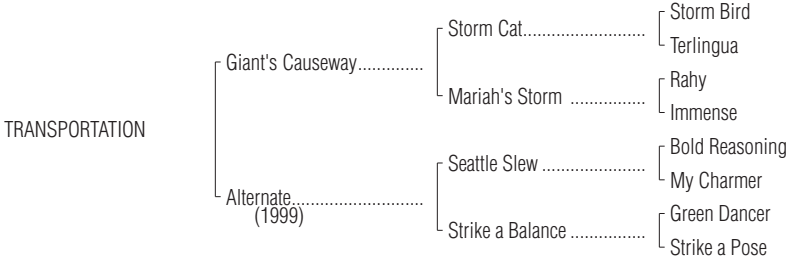 Storm Bird
Storm Cat..........................
Terlingua
Giant's Causeway..............
Rahy
Mariah's Storm ................
Immense
TRANSPORTATION
Bold Reasoning
Seattle Slew ......................
My Charmer
Alternate............................
(1999)
Green Dancer
Strike a Balance ................
Strike a Pose